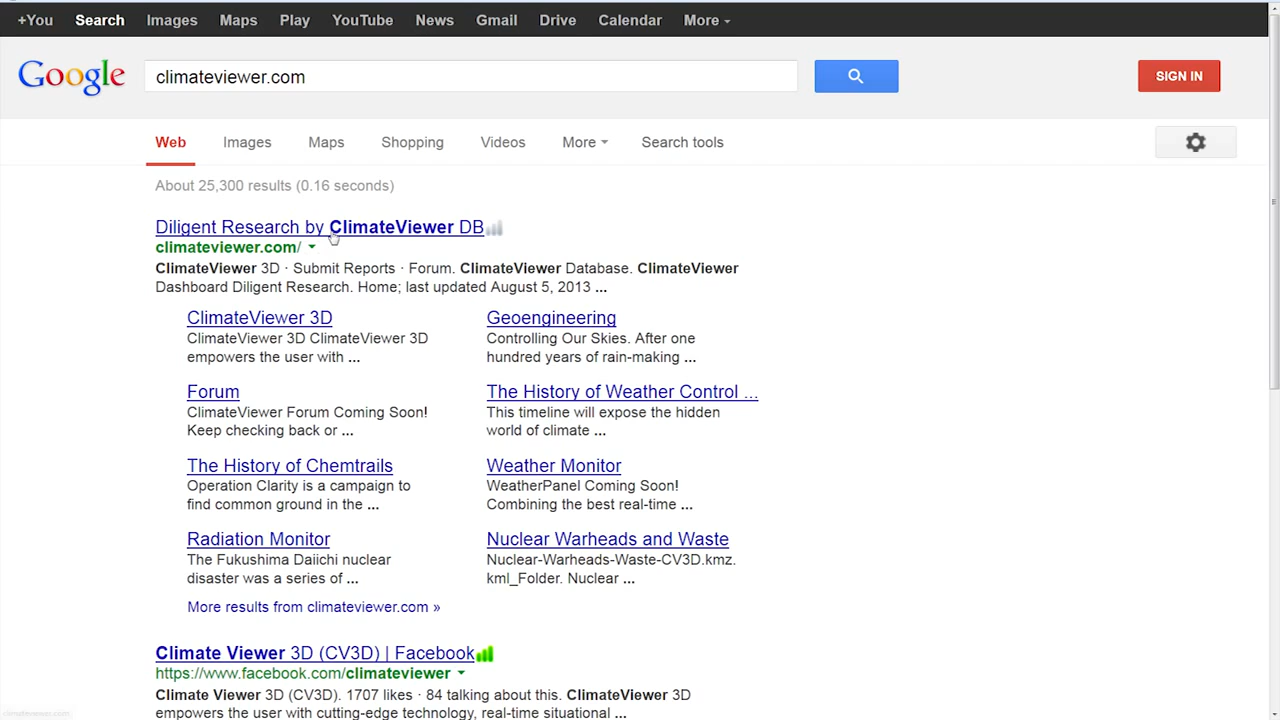 +You Search Images Maps Play YouTube News Gmail Drive Calendar More
Google climateviewer.com SIGN IN
Web Images Maps Shopping Videos More Search tools
About 25,300 results (0.16 seconds)
Diligent Research by ClimateViewer DB
climateviewer.com/
ClimateViewer 3D · Submit Reports · Forum. ClimateViewer Database. ClimateViewer
Dashboard Diligent Research. Home; last updated August 5, 2013 ...
ClimateViewer 3D
ClimateViewer 3D ClimateViewer 3D
empowers the user with ...
Geoengineering
Controlling Our Skies. After one
hundred years of rain-making ...
Forum
ClimateViewer Forum Coming Soon!
Keep checking back or ...
The History of Weather Control ...
This timeline will expose the hidden
world of climate ...
The History of Chemtrails
Operation Clarity is a campaign to
find common ground in the ...
Weather Monitor
WeatherPanel Coming Soon!
Combining the best real-time ...
Radiation Monitor
The Fukushima Daiichi nuclear
disaster was a series of ...
Nuclear Warheads and Waste
Nuclear-Warheads-Waste-CV3D.kmz.
kml_Folder. Nuclear ...
More results from climateviewer.com »
Climate Viewer 3D (CV3D) | Facebook
https://www.facebook.com/climateviewer
Climate Viewer 3D (CV3D). 1707 likes · 84 talking about this. ClimateViewer 3D
empowers the user with cutting-edge technology, real-time situational ...
climateviewer.com